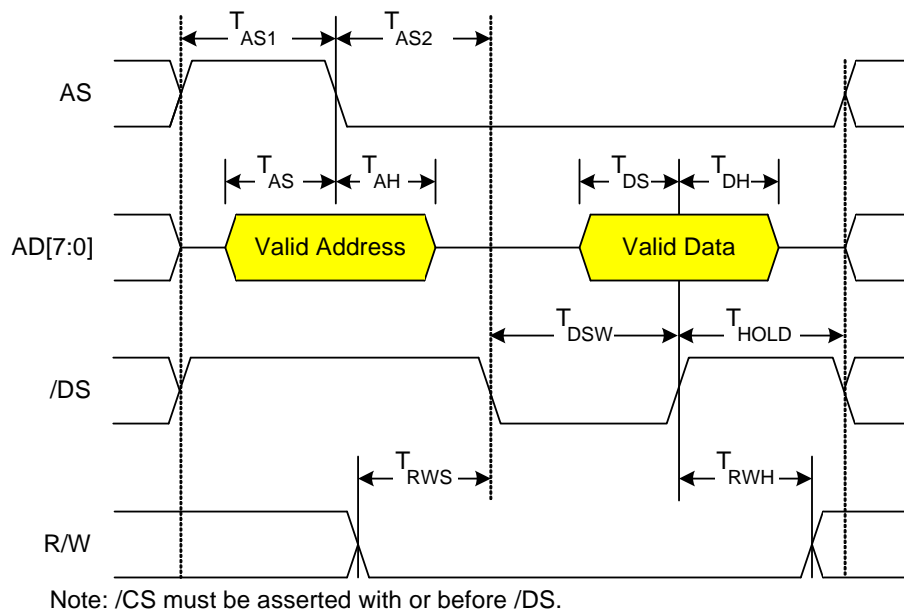 TAS1 TAS2
AS
TAS TAH TDS TDH
AD[7:0] Valid Address Valid Data
TDSW THOLD
/DS
TRWS TRWH
R/W
Note: /CS must be asserted with or before /DS.